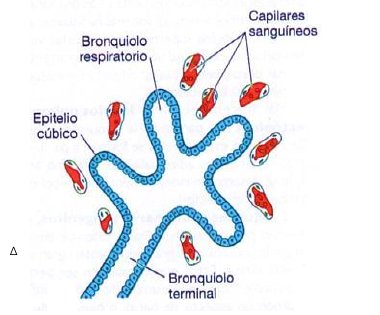 Capilares
sanguíneos
Bronquiolo
respiratorio
Epitelio
cúbico
Δ
Bronquiolo
terminal